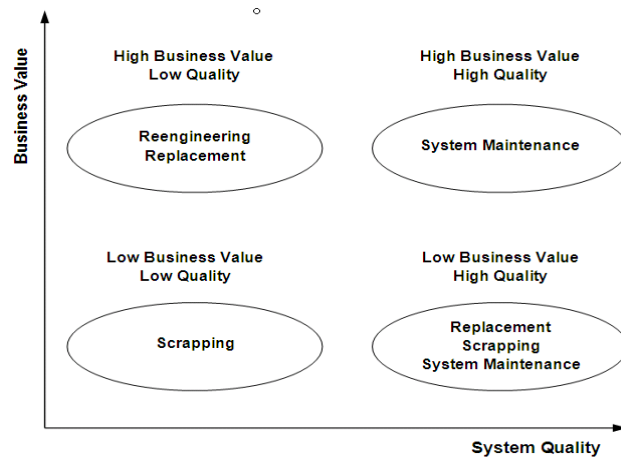 Business Value
High Business Value
Low Quality
Reengineering
Replacement
High Business Value
High Quality
System Maintenance
Low Business Value
Low Quality
Scrapping
Low Business Value
High Quality
Replacement
Scrapping
System Maintenance
System Quality